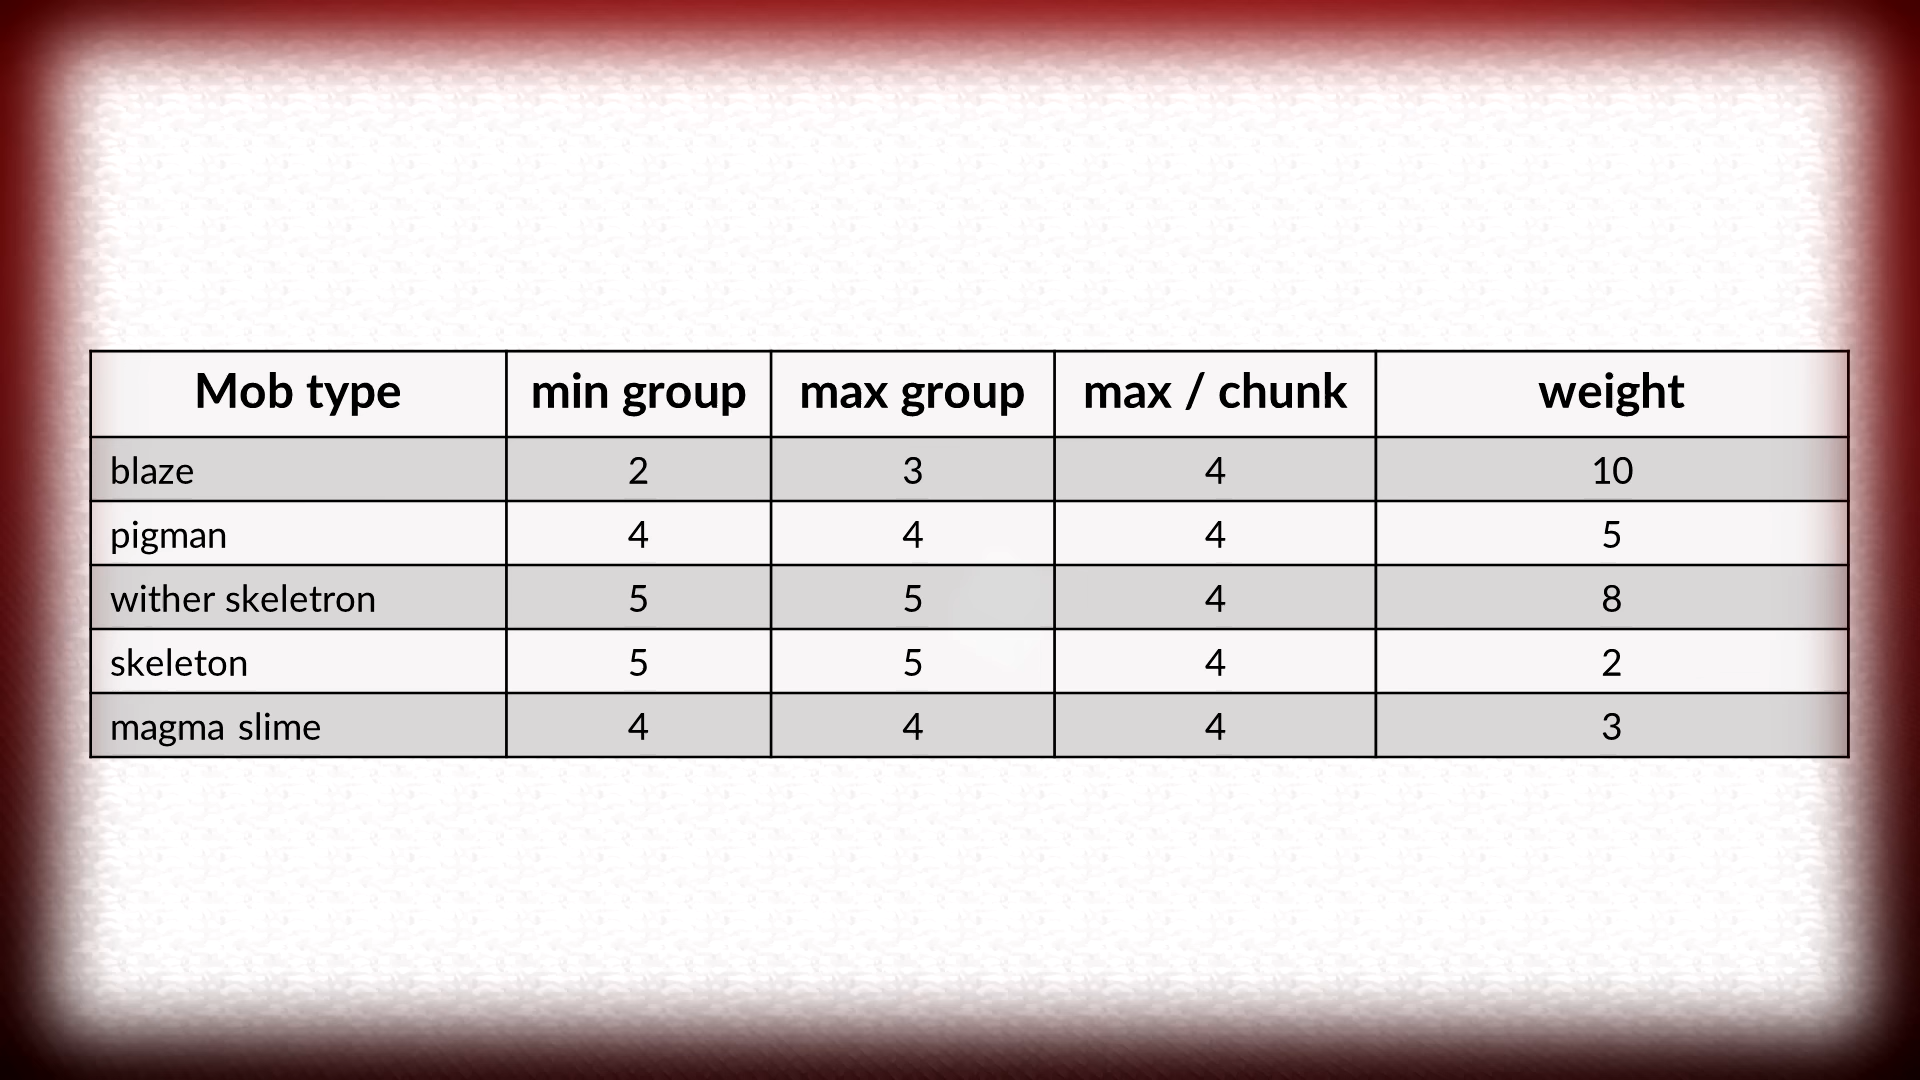 Mob type min group max group max / chunk weight
blaze 2 3 4 10
pigman 4 4 4 5
wither skeletron 5 5 4 8
skeleton 5 5 4 2
magma slime 4 4 4 3